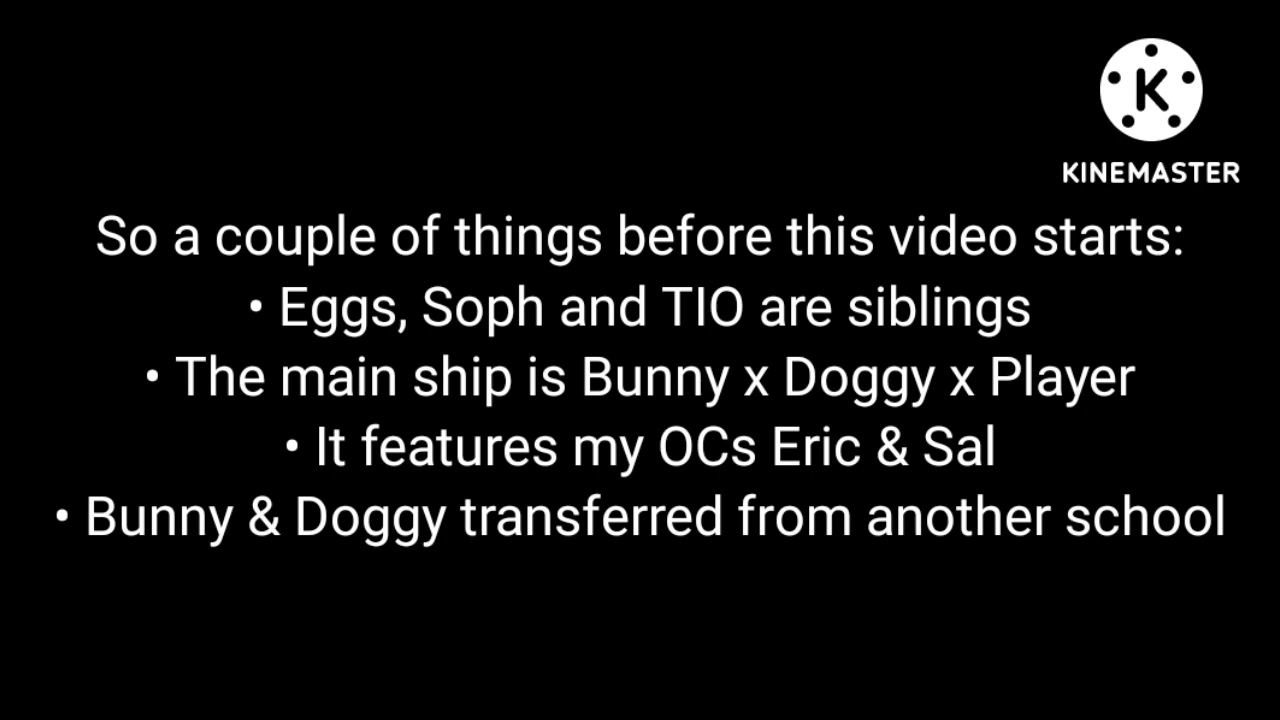 K
KINEMASTER
So a couple of things before this video starts:
• Eggs, Soph and TIO are siblings
• The main ship is Bunny x Doggy x Player
• It features my OCs Eric & Sal
• Bunny & Doggy transferred from another school